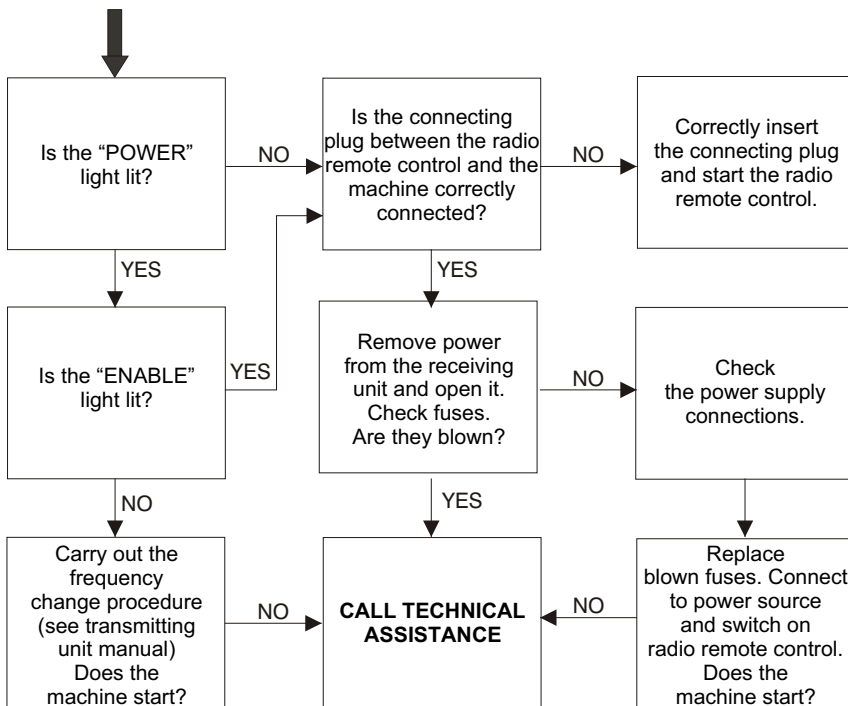 Is the “POWER”
light lit?
NO
Is the connecting
plug between the radio
remote control and the
machine correctly
connected?
NO
Correctly insert
the connecting plug
and start the radio
remote control.
YES
YES
Is the “ENABLE”
light lit?
YES
Remove power
from the receiving
unit and open it.
Check fuses.
Are they blown?
NO
Check
the power supply
connections.
NO
YES
Carry out the
frequency
change procedure
(see transmitting
unit manual)
Does the
machine start?
NO
CALL TECHNICAL
ASSISTANCE
NO
Replace
blown fuses. Connect
to power source
and switch on
radio remote control.
Does the
machine start?